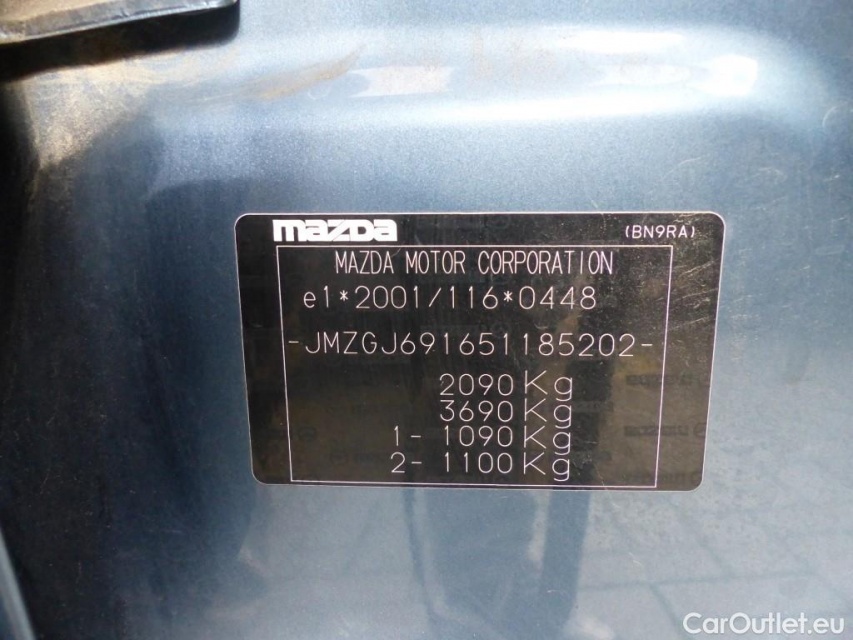 mazda (BN9RA)
MAZDA MOTOR CORPORATION
e1*2001/116*0448
-JMZGJ691651185202-
2090 Kg
3690 Kg
1- 1090 Kg
2- 1100 Kg
CarOutlet.eu